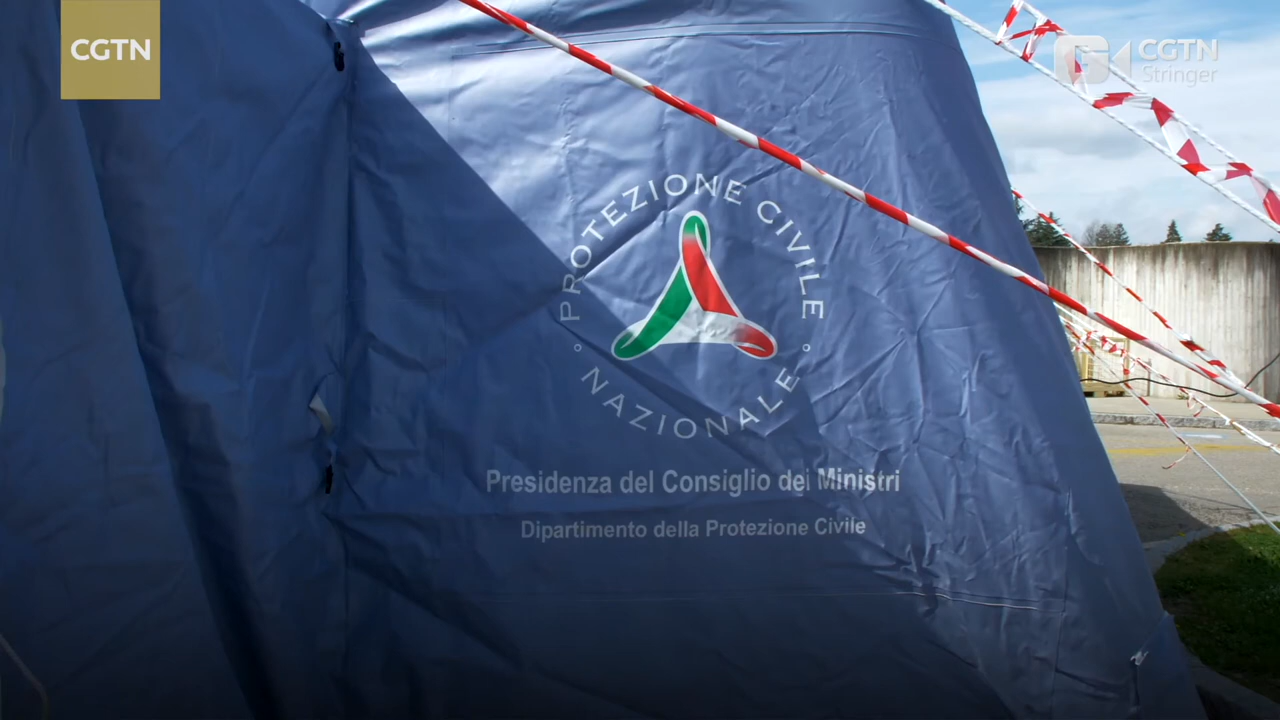 CGTN
CGTN
Stringer
PROTEZIONE CIVILE
NAZIONALE
Presidenza del Consiglio dei Ministri
Dipartimento della Protezione Civile